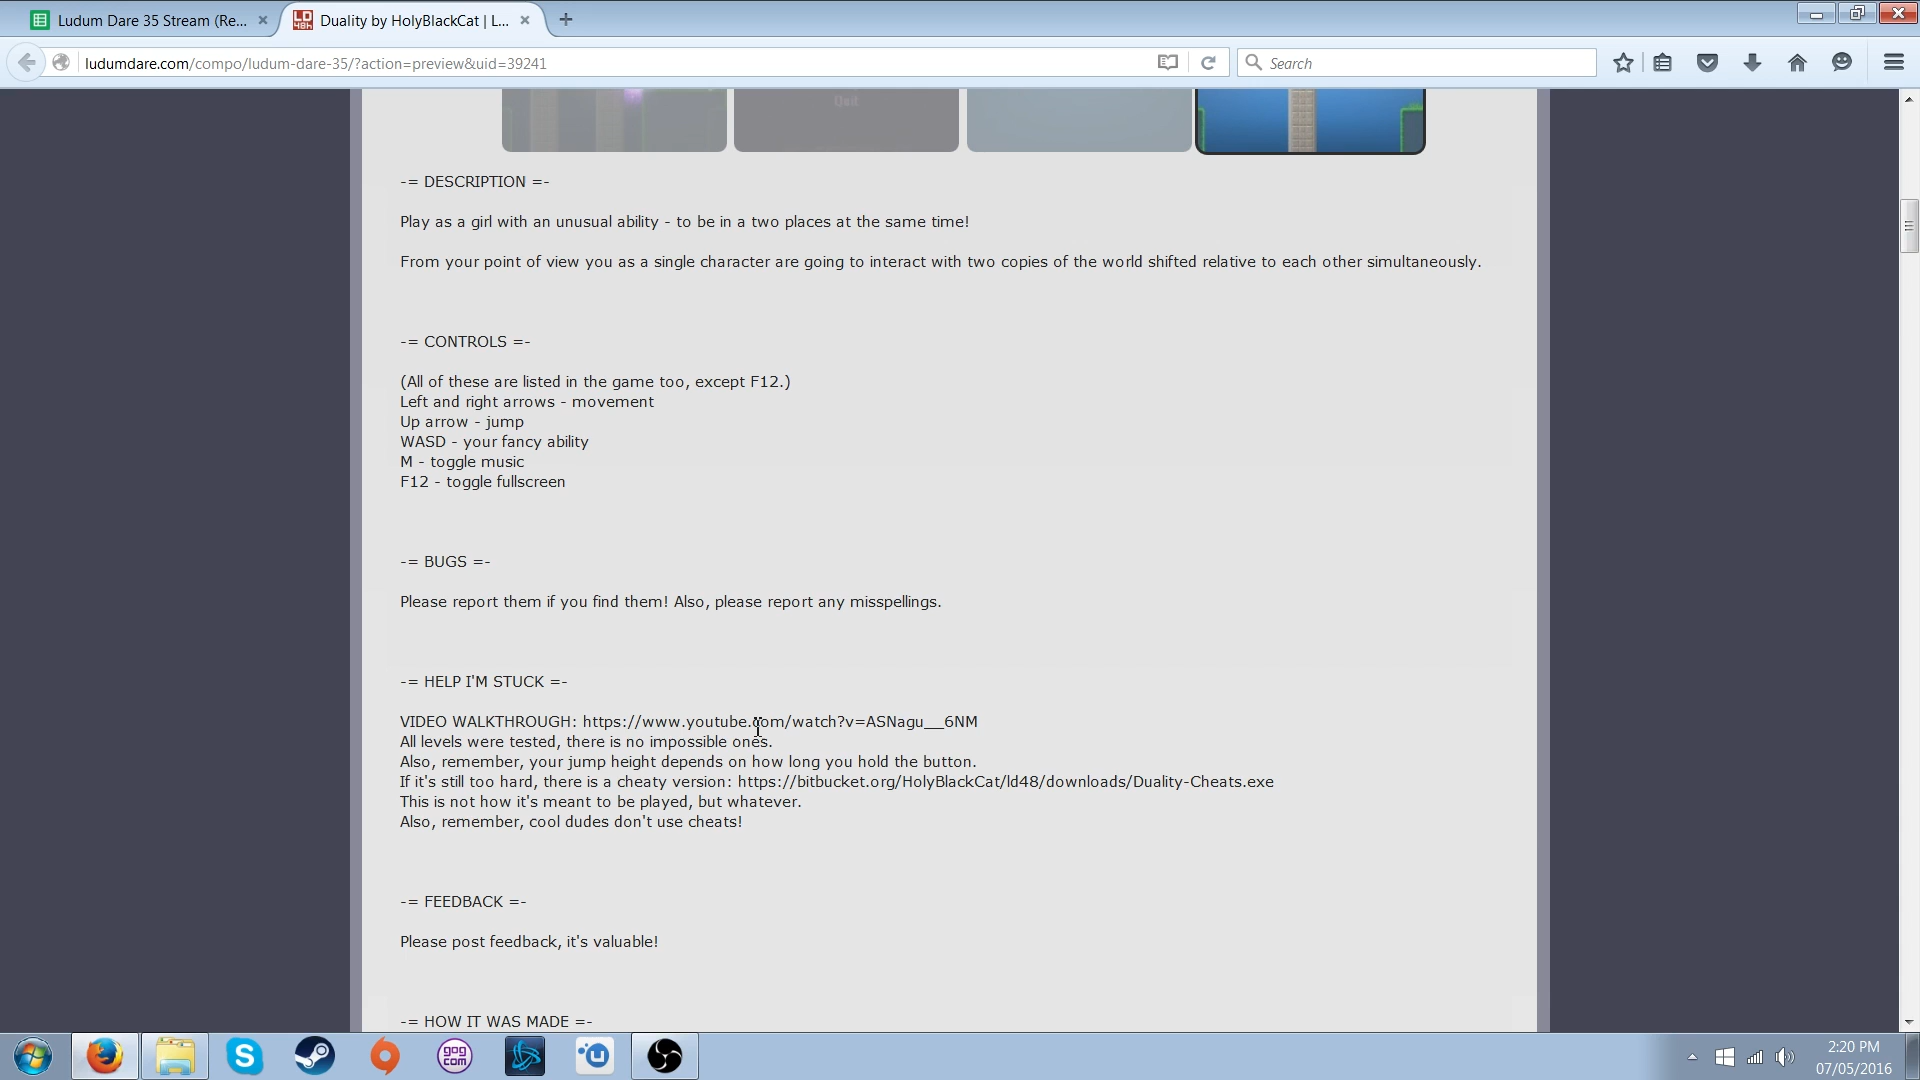 Ludum Dare 35 Stream (Re...
LD
48h
Duality by HolyBlackCat | L...
ludumdare.com/compo/ludum-dare-35/?action=preview&uid=39241
Search
Quit
-= DESCRIPTION =-
Play as a girl with an unusual ability - to be in a two places at the same time!
From your point of view you as a single character are going to interact with two copies of the world shifted relative to each other simultaneously.
-= CONTROLS =-
(All of these are listed in the game too, except F12.)
Left and right arrows - movement
Up arrow - jump
WASD - your fancy ability
M - toggle music
F12 - toggle fullscreen
-= BUGS =-
Please report them if you find them! Also, please report any misspellings.
-= HELP I'M STUCK =-
VIDEO WALKTHROUGH: https://www.youtube.com/watch?v=ASNagu__6NM
All levels were tested, there is no impossible ones.
Also, remember, your jump height depends on how long you hold the button.
If it's still too hard, there is a cheaty version: https://bitbucket.org/HolyBlackCat/ld48/downloads/Duality-Cheats.exe
This is not how it's meant to be played, but whatever.
Also, remember, cool dudes don't use cheats!
-= FEEDBACK =-
Please post feedback, it's valuable!
-= HOW IT WAS MADE =-
gog
com
2:20 PM
07/05/2016